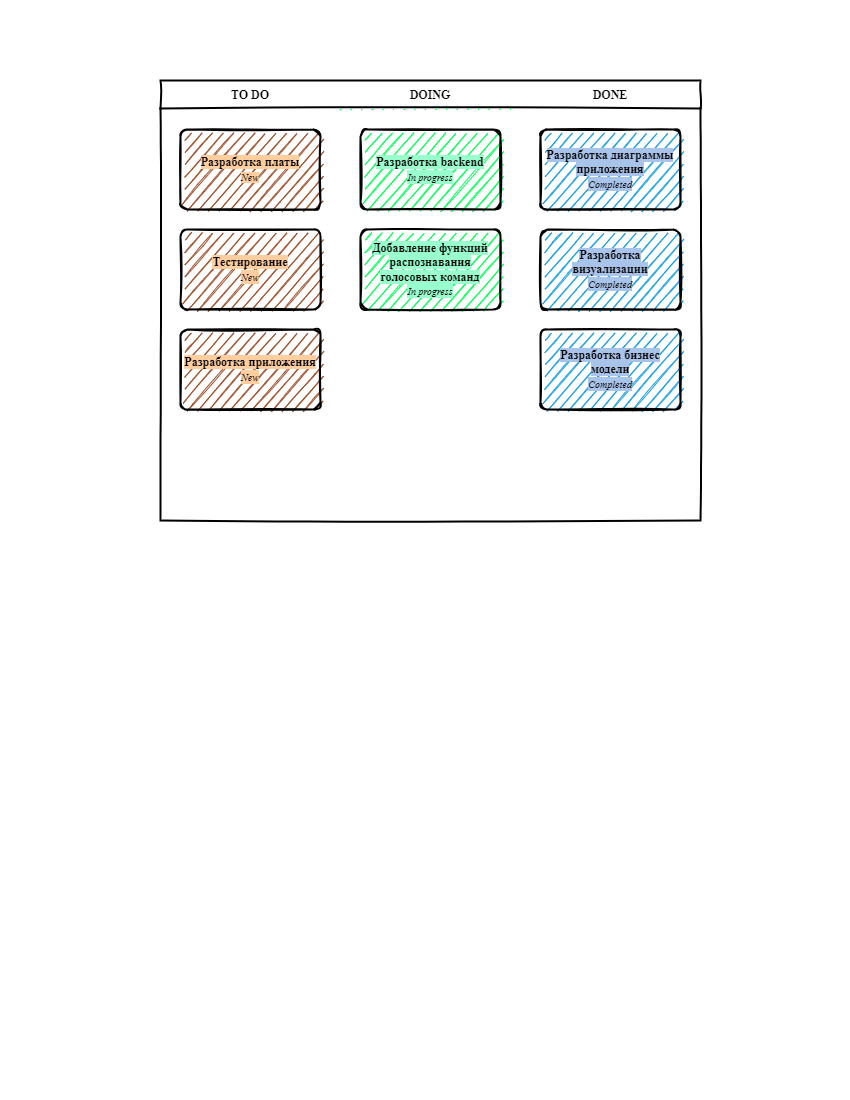 TO DO
DOING
DONE
Разработка платы
New
Тестирование
New
Разработка приложения
New
Разработка backend
In progress
Добавление функций
распознавания
голосовых команд
In progress
Разработка диаграммы
приложения
Completed
Разработка
визуализации
Completed
Разработка бизнес
модели
Completed